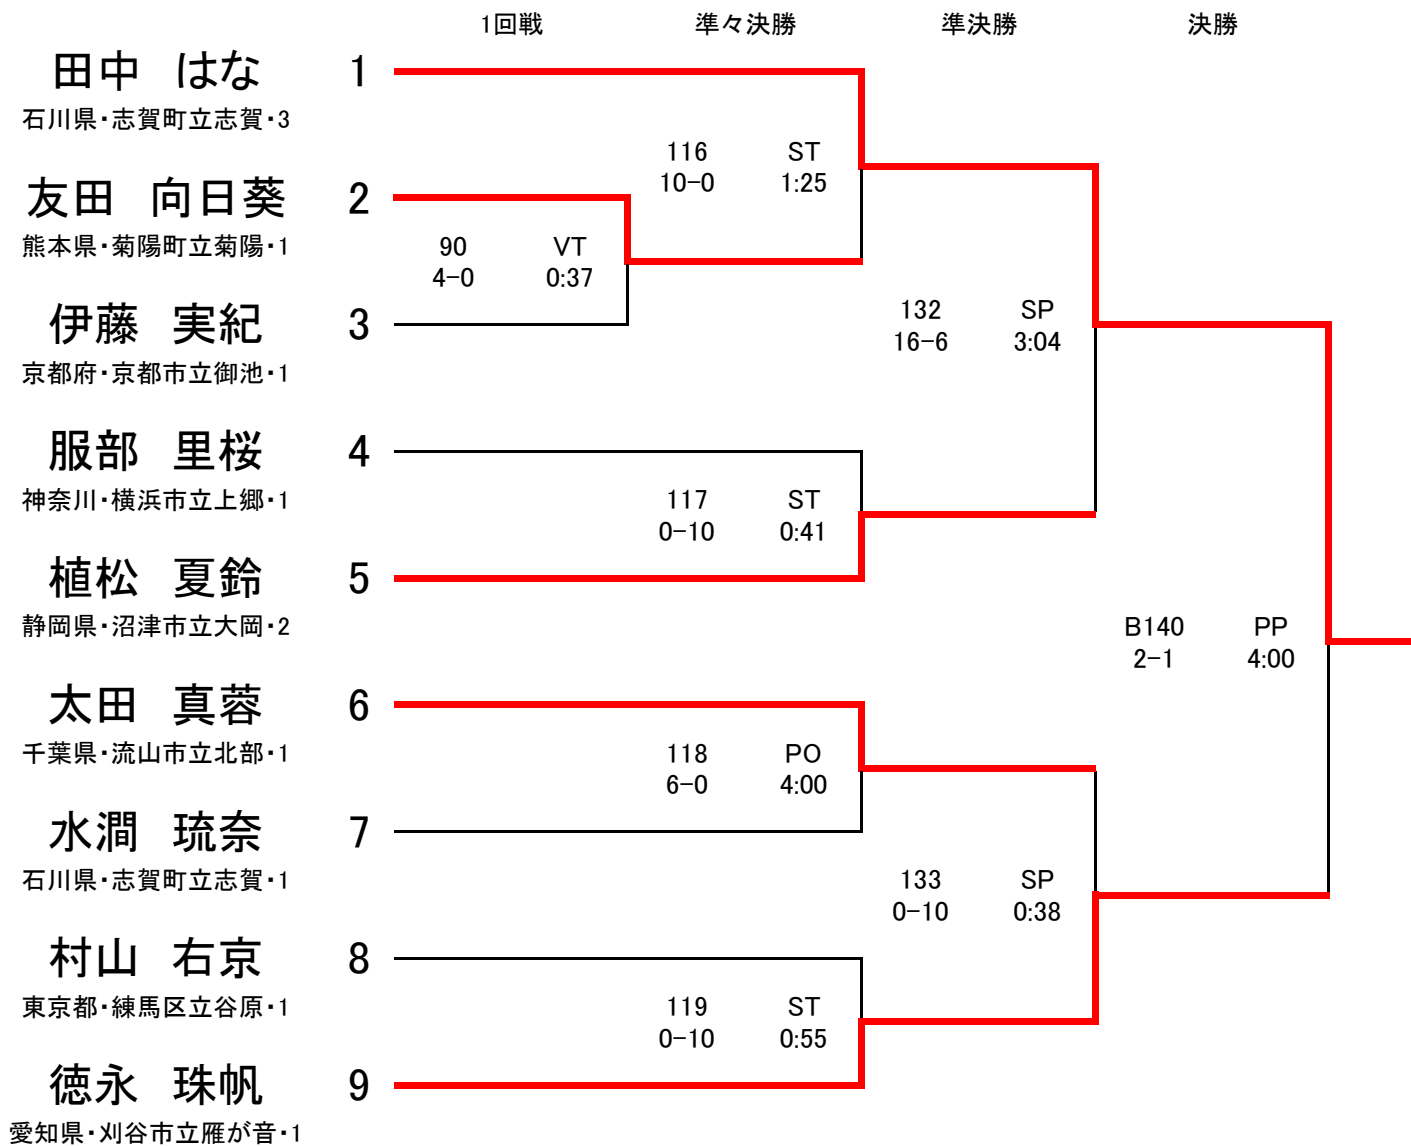 1回戦 準々決勝 準決勝 決勝
田中 はな 1
石川県・志賀町立志賀・3
116 ST
10-0 1:25
友田 向日葵 2
熊本県・菊陽町立菊陽・1
90 VT
4-0 0:37
伊藤 実紀 3
京都府・京都市立御池・1
132 SP
16-6 3:04
服部 里桜 4
神奈川・横浜市立上郷・1
117 ST
0-10 0:41
植松 夏鈴 5
静岡県・沼津市立大岡・2
B140 PP
2-1 4:00
太田 真蓉 6
千葉県・流山市立北部・1
118 PO
6-0 4:00
水澗 琉奈 7
石川県・志賀町立志賀・1
133 SP
0-10 0:38
村山 右京 8
東京都・練馬区立谷原・1
119 ST
0-10 0:55
徳永 珠帆 9
愛知県・刈谷市立雁が音・1